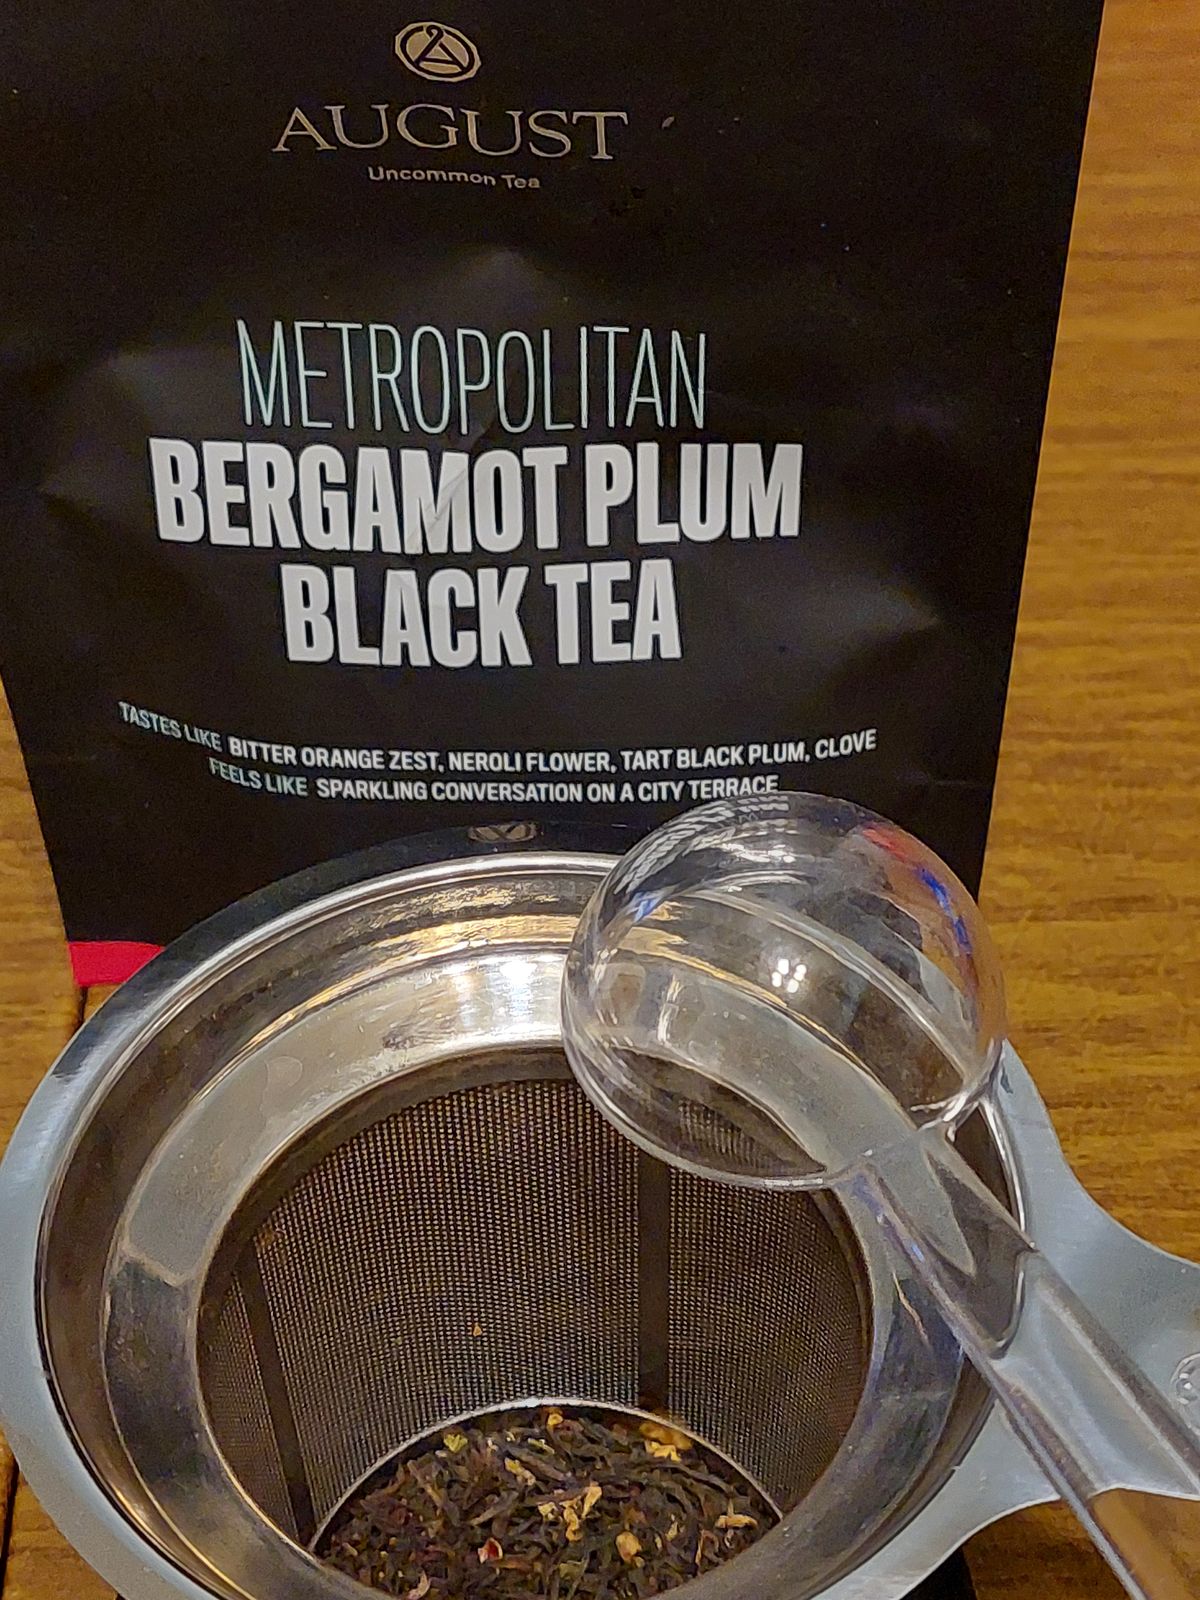 AUGUST
Uncommon Tea
METROPOLITAN
BERGAMOT PLUM
BLACK TEA
TASTES LIKE BITTER ORANGE ZEST, NEROLI FLOWER, TART BLACK PLUM, CLOVE
FEELS LIKE SPARKLING CONVERSATION ON A CITY TERRACE